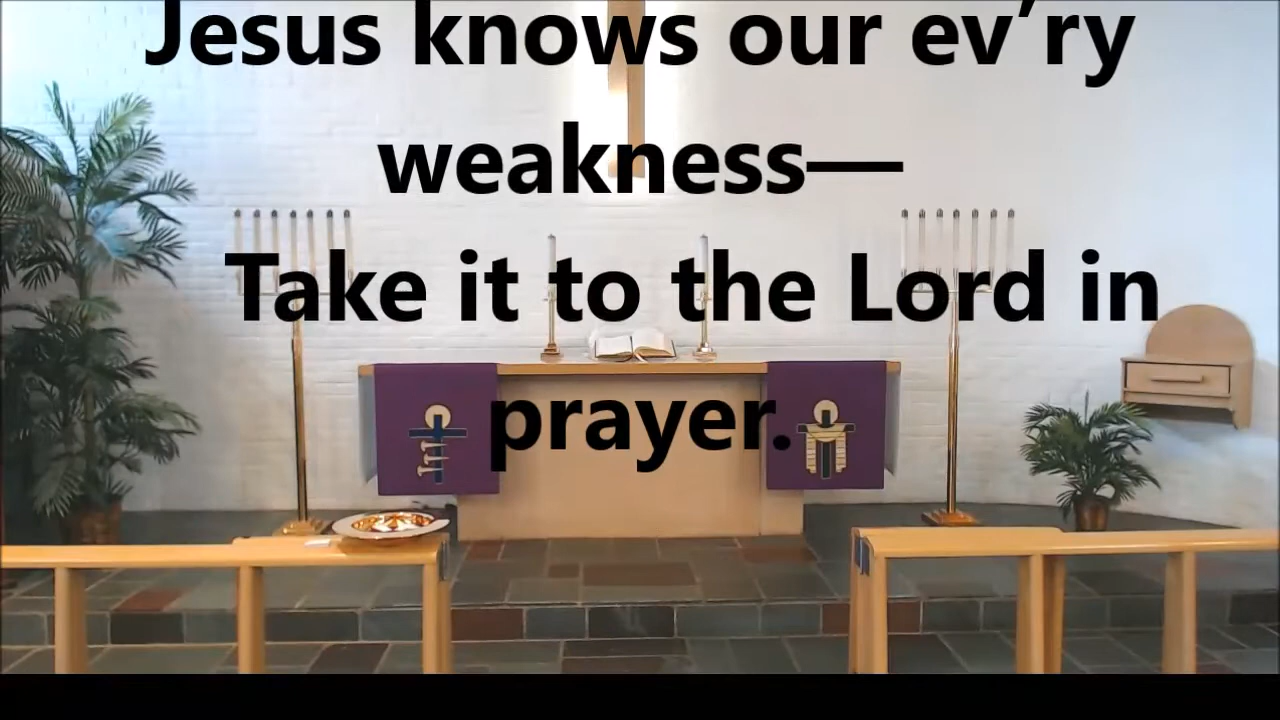 Jesus knows our ev’ry
weakness—
Take it to the Lord in
prayer.